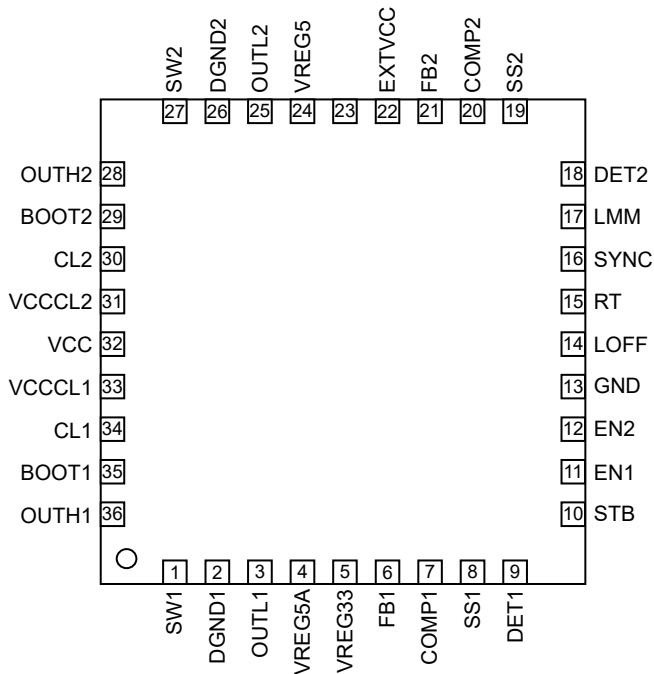 SW2
DGND2
OUTL2
VREG5
EXTVCC
FB2
COMP2
SS2
27 26 25 24 23 22 21 20 19
OUTH2 28
BOOT2 29
CL2 30
VCCCL2 31
VCC 32
VCCCL1 33
CL1 34
BOOT1 35
OUTH1 36
18 DET2
17 LMM
16 SYNC
15 RT
14 LOFF
13 GND
12 EN2
11 EN1
10 STB
1 2 3 4 5 6 7 8 9
SW1
DGND1
OUTL1
VREG5A
VREG33
FB1
COMP1
SS1
DET1